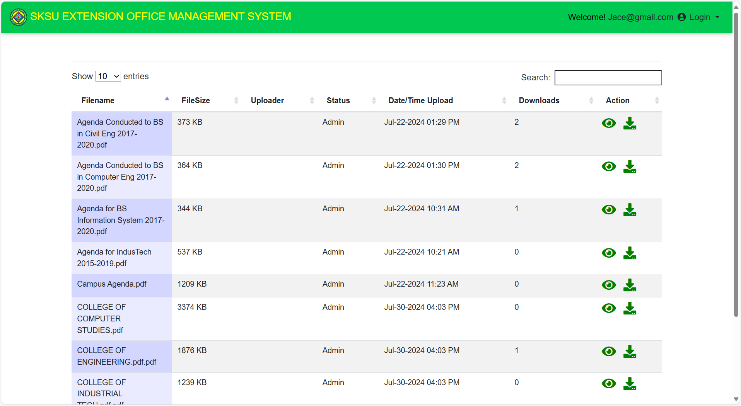 SKSU EXTENSION OFFICE MANAGEMENT SYSTEM
Welcome! Jace@gmail.com Login
Show 10 entries
Search:
Filename FileSize Uploader Status Date/Time Upload Downloads Action
Agenda Conducted to BS 373 KB Admin Jul-22-2024 01:29 PM 2
in Civil Eng 2017-
2020.pdf
Agenda Conducted to BS 364 KB Admin Jul-22-2024 01:30 PM 2
in Computer Eng 2017-
2020.pdf
Agenda for BS 344 KB Admin Jul-22-2024 10:31 AM 1
Information System 2017-
2020.pdf
Agenda for IndusTech 537 KB Admin Jul-22-2024 10:21 AM 0
2015-2019.pdf
Campus Agenda.pdf 1209 KB Admin Jul-22-2024 11:23 AM 0
COLLEGE OF 3374 KB Admin Jul-30-2024 04:03 PM 0
COMPUTER
STUDIES.pdf
COLLEGE OF 1876 KB Admin Jul-30-2024 04:03 PM 1
ENGINEERING.pdf.pdf
COLLEGE OF 1239 KB Admin Jul-30-2024 04:03 PM 0
INDUSTRIAL